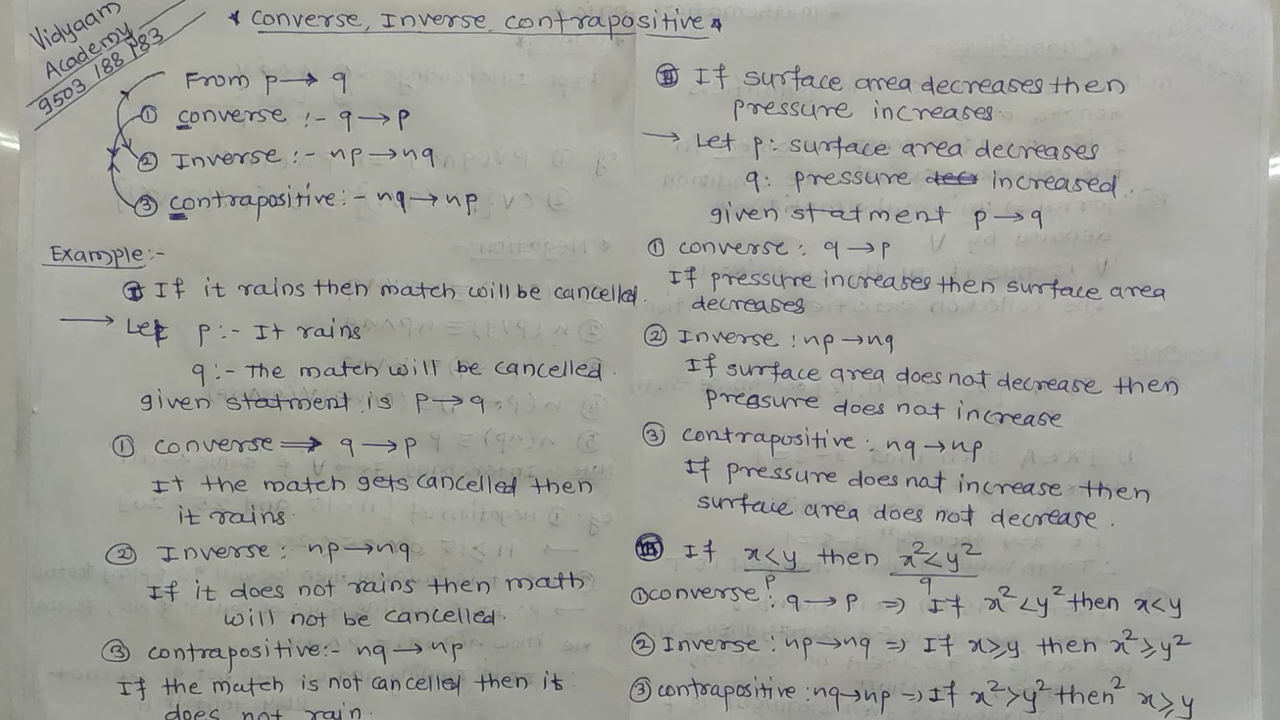 Vidyaam
Academy
9503 188 783
* converse, Inverse, contrapositive *
From p → q
① converse :- q → p
② Inverse :- ~p → ~q
③ contrapositive :- ~q → ~p
Example:-
Ⓘ If it rains then match will be cancelled.
→ Let p:- It rains
q:- The match will be cancelled.
given statment is p → q
① converse ⇒ q → p
If the match gets cancelled then
it rains.
② Inverse : ~p → ~q
If it does not rains then math
will not be cancelled.
③ contrapositive:- ~q → ~p
If the match is not cancelled then it
does not rain.
Ⓘⓘ If surface area decreases then
pressure increases.
→ Let p: surface area decreases
q: pressure increased.
given statment p → q
① converse: q → p
If pressure increases then surface area
decreases
② Inverse : ~p → ~q
If surface area does not decrease then
pressure does not increase
③ contrapositive : ~q → ~p
If pressure does not increase then
surface area does not decrease.
ⒾⒾⒾ If x<y then x²<y²
p q
① converse : q → p ⇒ If x²<y² then x<y
② Inverse : ~p → ~q ⇒ If x≥y then x²≥y²
③ contrapositive : ~q → ~p → If x²>y² then² x≥y